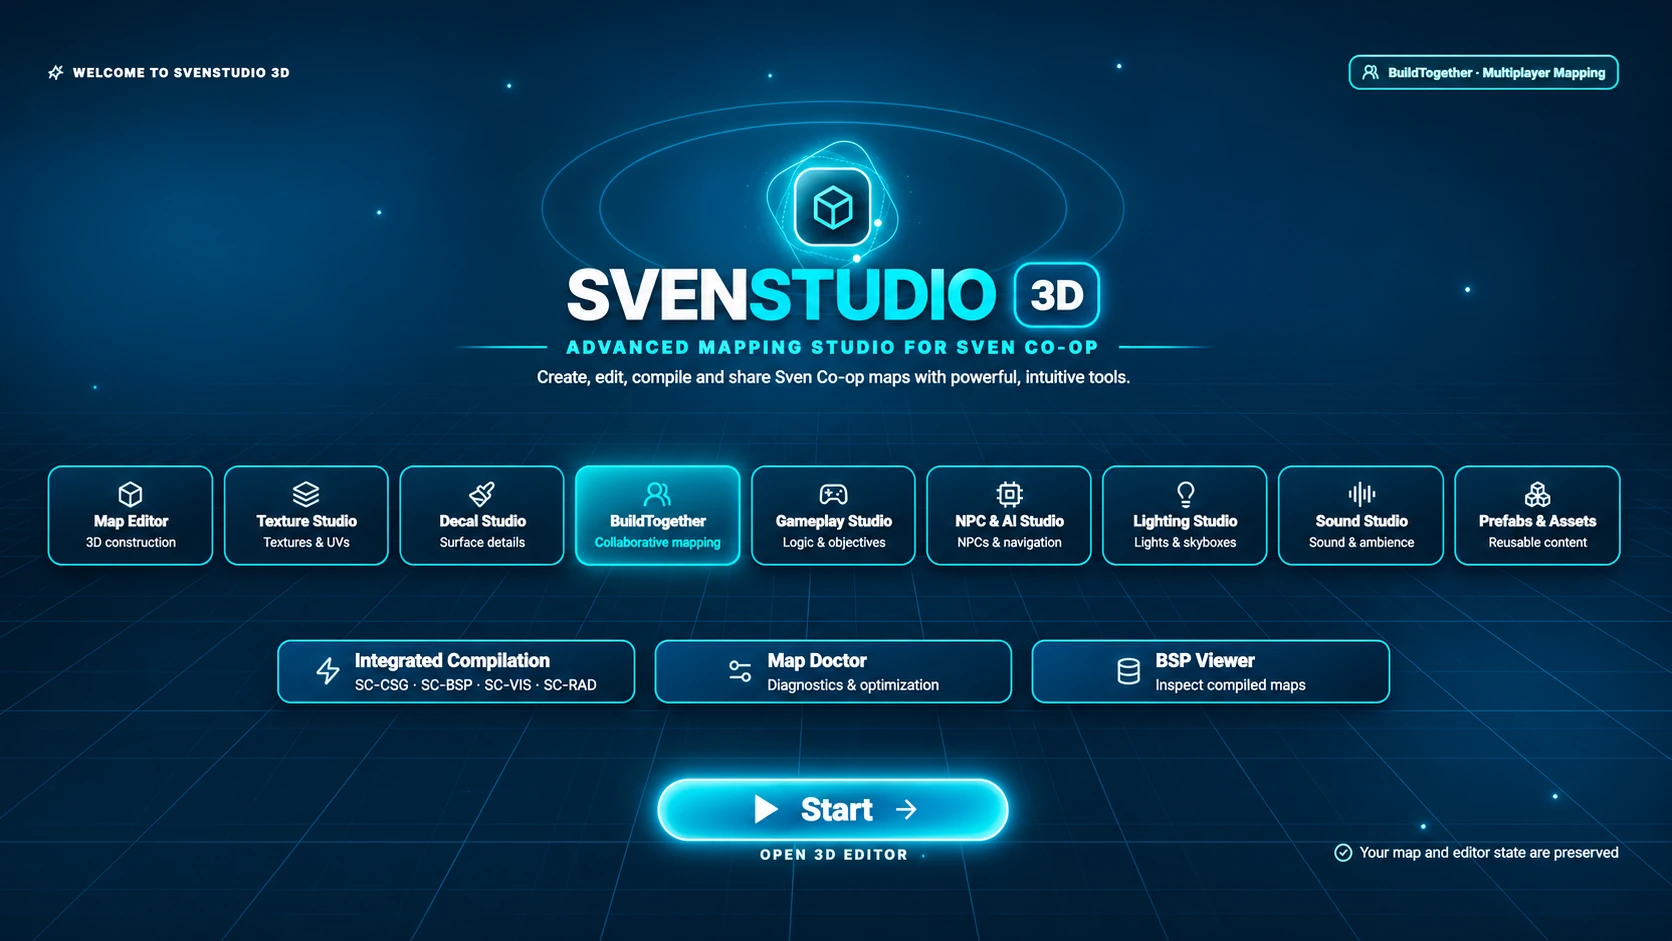 WELCOME TO SVENSTUDIO 3D
BuildTogether · Multiplayer Mapping
SVENSTUDIO 3D
ADVANCED MAPPING STUDIO FOR SVEN CO-OP
Create, edit, compile and share Sven Co-op maps with powerful, intuitive tools.
Map Editor
3D construction
Texture Studio
Textures & UVs
Decal Studio
Surface details
BuildTogether
Collaborative mapping
Gameplay Studio
Logic & objectives
NPC & AI Studio
NPCs & navigation
Lighting Studio
Lights & skyboxes
Sound Studio
Sound & ambience
Prefabs & Assets
Reusable content
Integrated Compilation
SC-CSG · SC-BSP · SC-VIS · SC-RAD
Map Doctor
Diagnostics & optimization
BSP Viewer
Inspect compiled maps
Start
OPEN 3D EDITOR
Your map and editor state are preserved